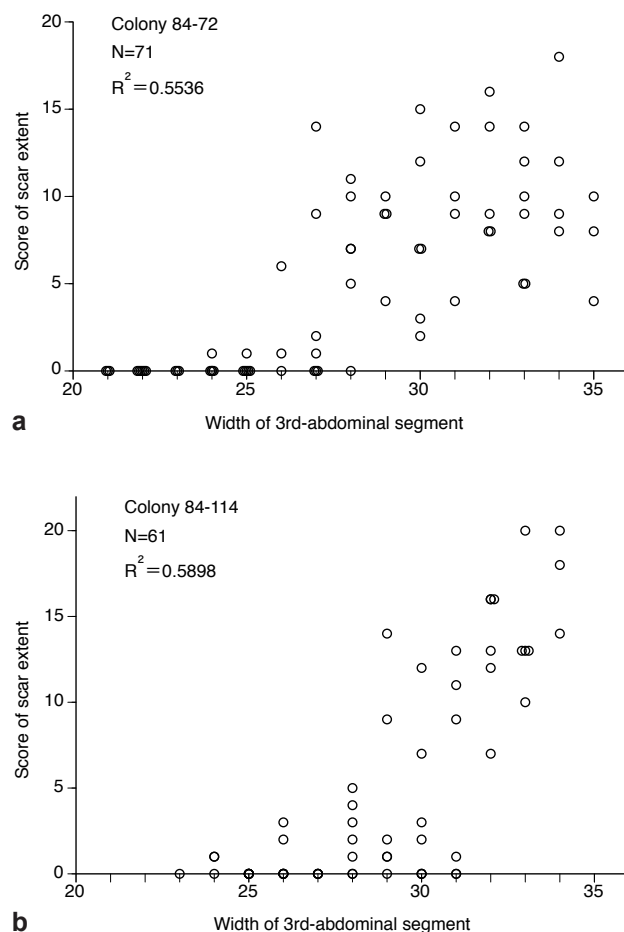 Colony 84-72
N=71
R²=0.5536
Score of scar extent
20
15
10
5
0
20 25 30 35
Width of 3rd-abdominal segment
a
Colony 84-114
N=61
R²=0.5898
Score of scar extent
20
15
10
5
0
20 25 30 35
Width of 3rd-abdominal segment
b